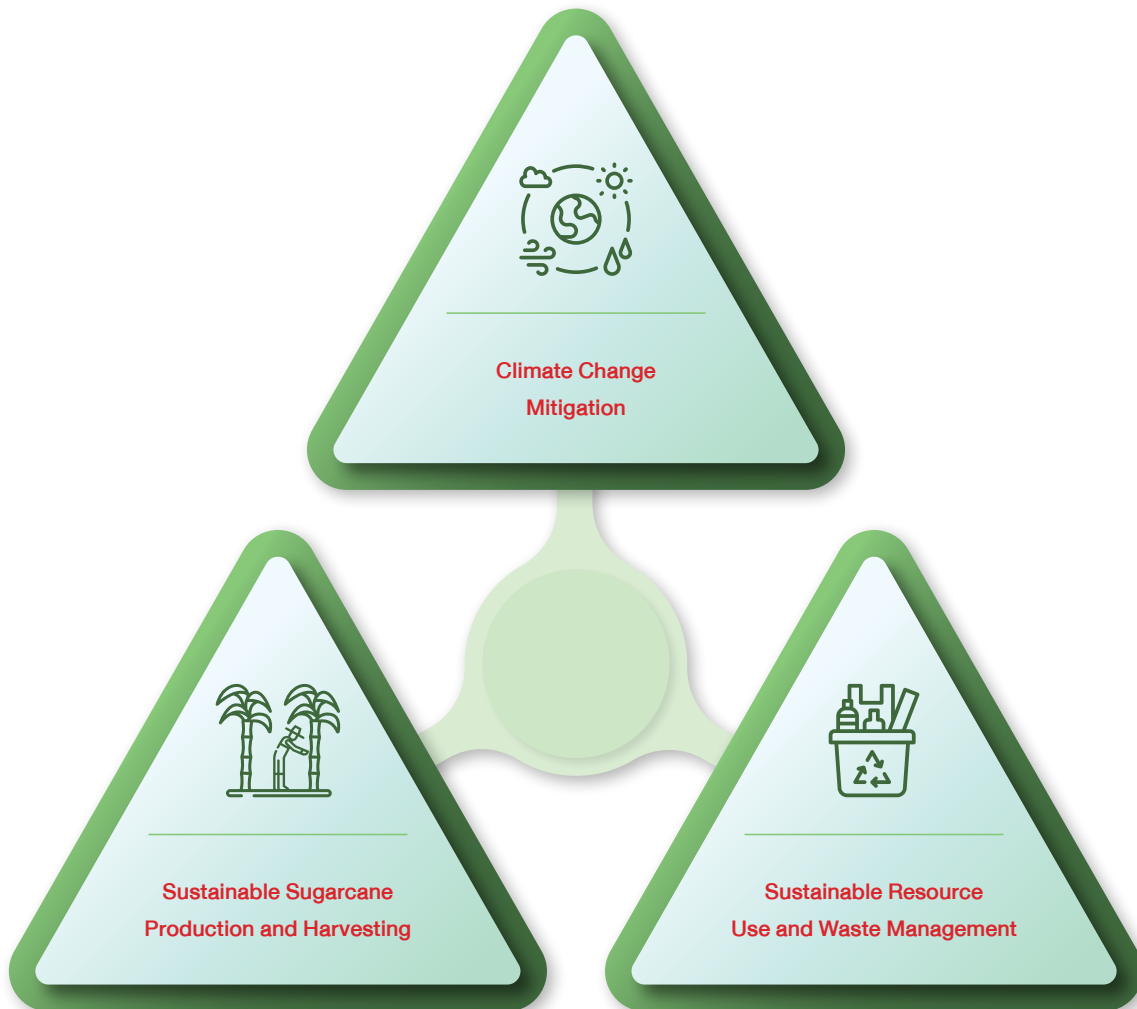 Climate Change
Mitigation
Sustainable Sugarcane
Production and Harvesting
Sustainable Resource
Use and Waste Management